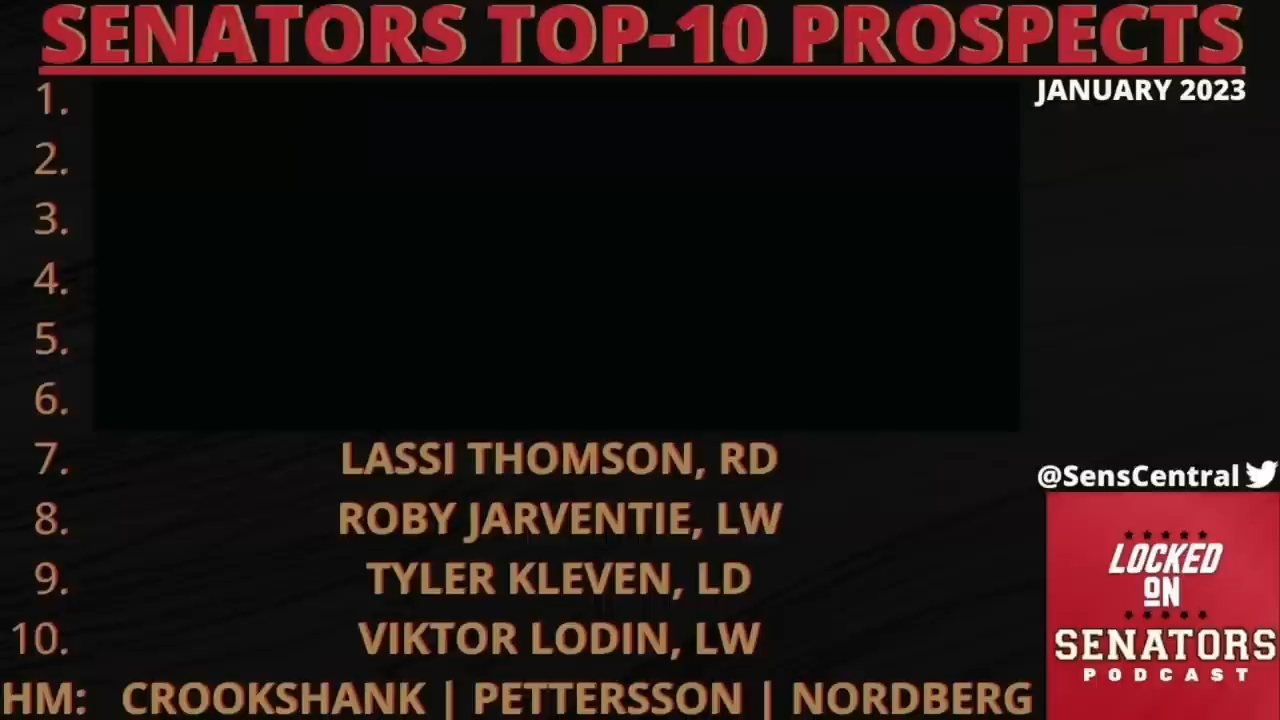 SENATORS TOP-10 PROSPECTS
JANUARY 2023
1.
2.
3.
4.
5.
6.
7. LASSI THOMSON, RD
8. ROBY JARVENTIE, LW
9. TYLER KLEVEN, LD
10. VIKTOR LODIN, LW
HM: CROOKSHANK | PETTERSSON | NORDBERG
@SensCentral
LOCKED
ON
SENATORS
PODCAST